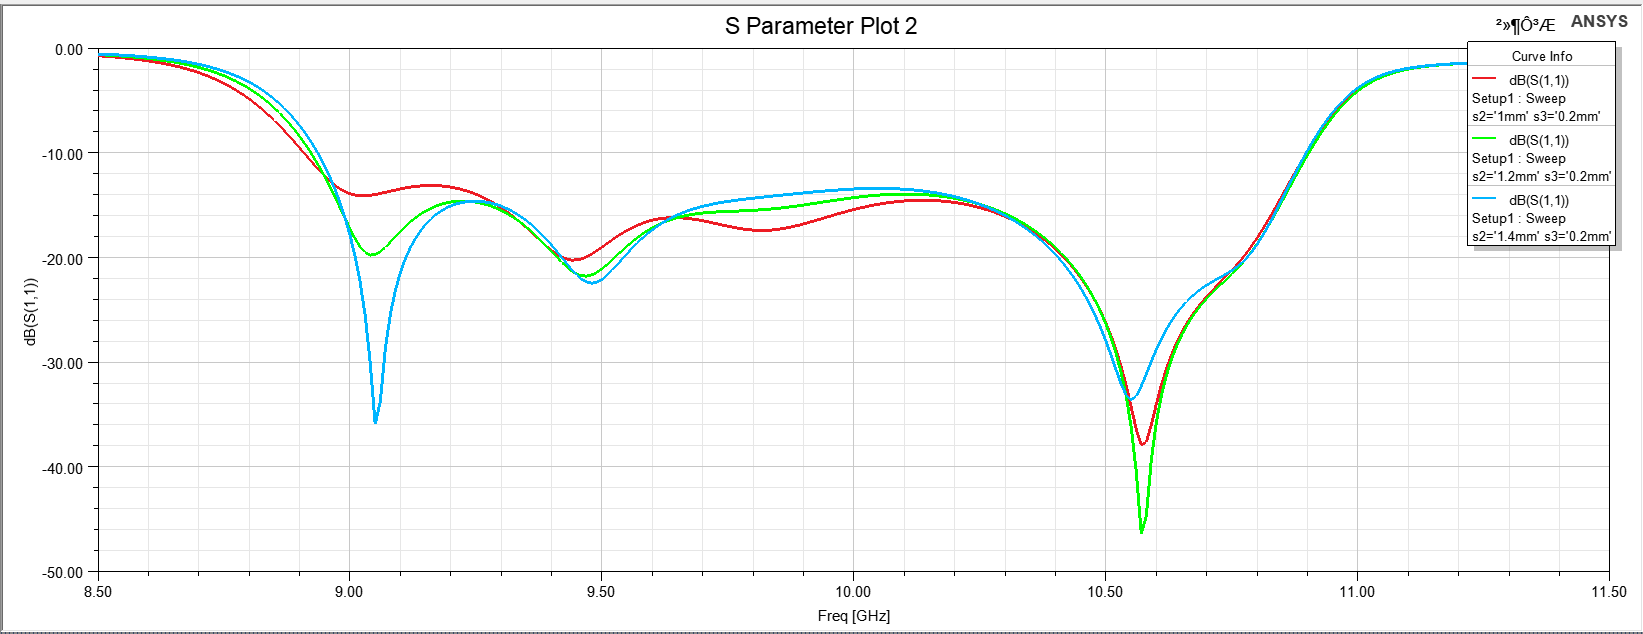 S Parameter Plot 2
²»¶Ô³Æ
ANSYS
Curve Info
dB(S(1,1))
Setup1 : Sweep
s2='1mm' s3='0.2mm'
dB(S(1,1))
Setup1 : Sweep
s2='1.2mm' s3='0.2mm'
dB(S(1,1))
Setup1 : Sweep
s2='1.4mm' s3='0.2mm'
0.00
-10.00
-20.00
-30.00
-40.00
-50.00
dB(S(1,1))
8.50
9.00
9.50
10.00
10.50
11.00
11.50
Freq [GHz]